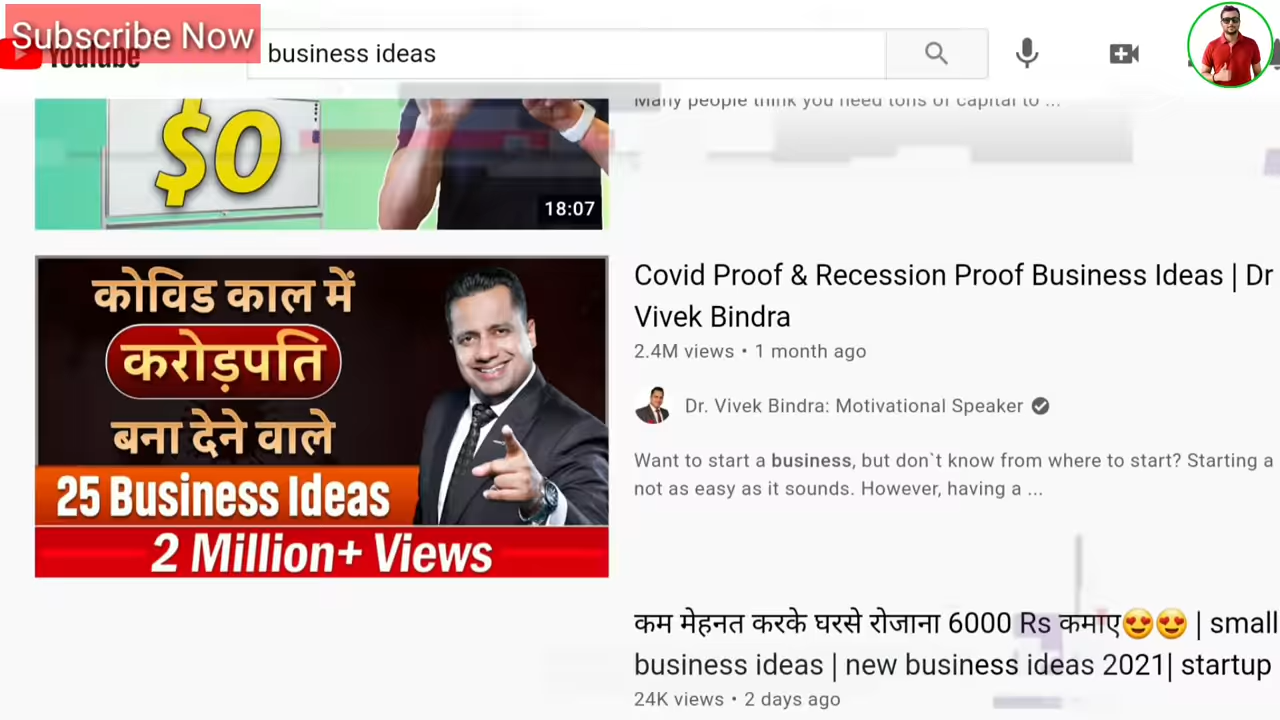 Subscribe Now
YouTube
business ideas
Many people think you need tons of capital to ...
$0
18:07
कोविड काल में
करोड़पति
बना देने वाले
25 Business Ideas
2 Million+ Views
Covid Proof & Recession Proof Business Ideas | Dr
Vivek Bindra
2.4M views • 1 month ago
Dr. Vivek Bindra: Motivational Speaker
Want to start a business, but don`t know from where to start? Starting a
not as easy as it sounds. However, having a ...
कम मेहनत करके घरसे रोजाना 6000 Rs कमाए😍😍 | small
business ideas | new business ideas 2021| startup
24K views • 2 days ago